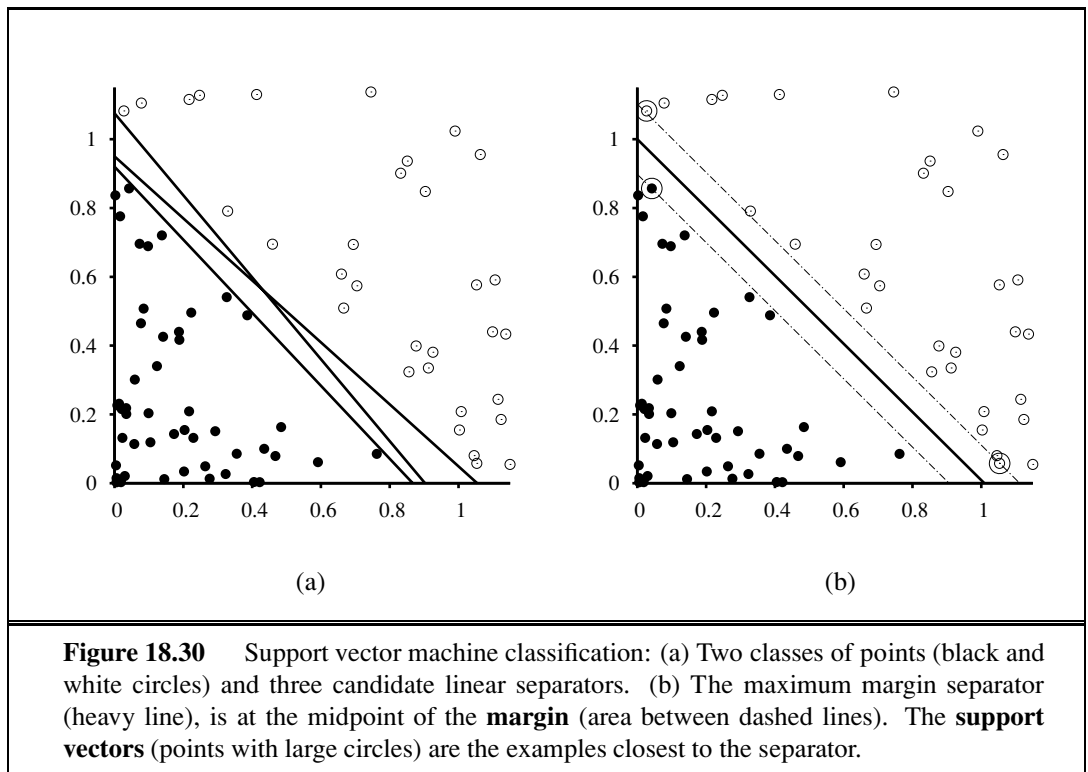 1
0.8
0.6
0.4
0.2
0
0 0.2 0.4 0.6 0.8 1
(a)
1
0.8
0.6
0.4
0.2
0
0 0.2 0.4 0.6 0.8 1
(b)
Figure 18.30 Support vector machine classification: (a) Two classes of points (black and
white circles) and three candidate linear separators. (b) The maximum margin separator
(heavy line), is at the midpoint of the margin (area between dashed lines). The support
vectors (points with large circles) are the examples closest to the separator.